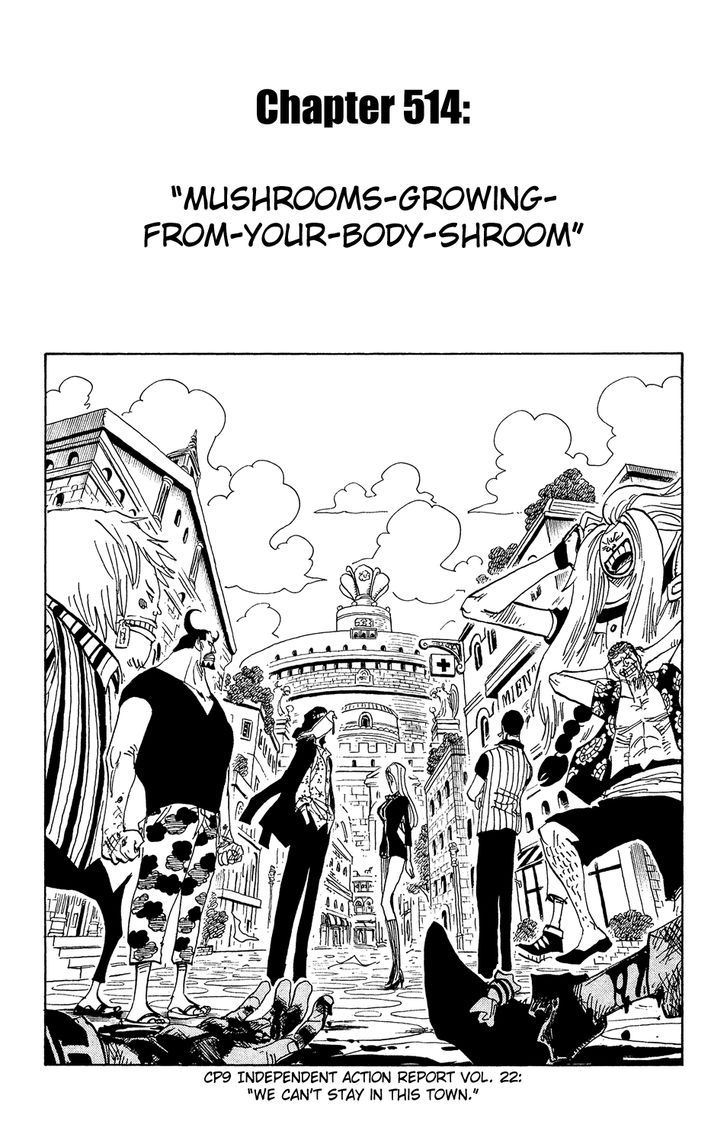 Chapter 514:
"MUSHROOMS-GROWING-
FROM-YOUR-BODY-SHROOM"
MIEN"
CP9 INDEPENDENT ACTION REPORT VOL. 22:
"WE CAN'T STAY IN THIS TOWN."